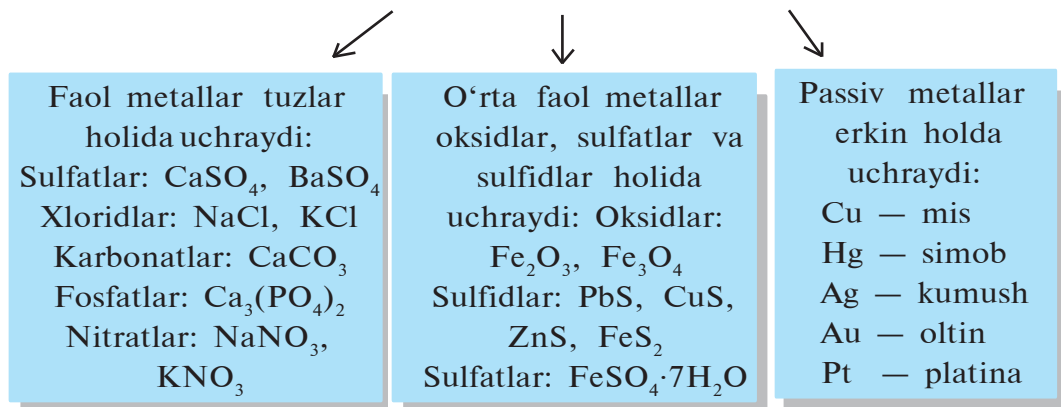 Faol metallar tuzlar
holida uchraydi:
Sulfatlar: CaSO₄, BaSO₄
Xloridlar: NaCl, KCl
Karbonatlar: CaCO₃
Fosfatlar: Ca₃(PO₄)₂
Nitratlar: NaNO₃,
KNO₃
O‘rta faol metallar
oksidlar, sulfatlar va
sulfidlar holida
uchraydi: Oksidlar:
Fe₂O₃, Fe₃O₄
Sulfidlar: PbS, CuS,
ZnS, FeS₂
Sulfatlar: FeSO₄·7H₂O
Passiv metallar
erkin holda
uchraydi:
Cu — mis
Hg — simob
Ag — kumush
Au — oltin
Pt — platina